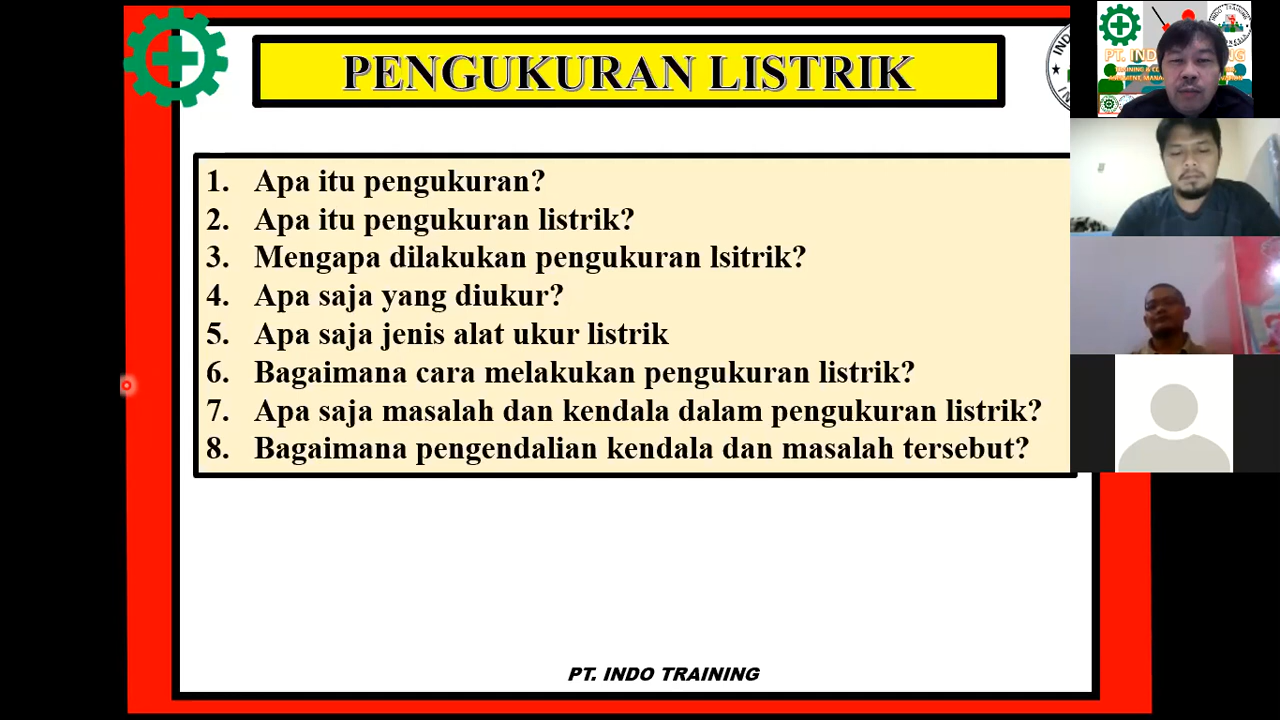 PENGUKURAN LISTRIK
1. Apa itu pengukuran?
2. Apa itu pengukuran listrik?
3. Mengapa dilakukan pengukuran lsitrik?
4. Apa saja yang diukur?
5. Apa saja jenis alat ukur listrik
6. Bagaimana cara melakukan pengukuran listrik?
7. Apa saja masalah dan kendala dalam pengukuran listrik?
8. Bagaimana pengendalian kendala dan masalah tersebut?
PT. INDO TRAINING